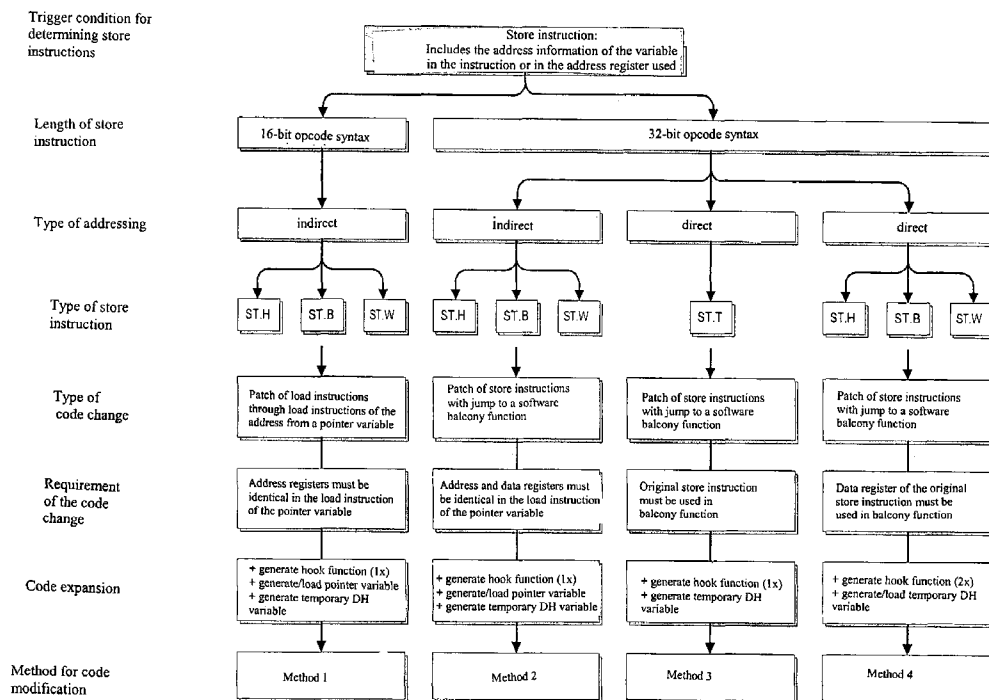 Trigger condition for
determining store
instructions
Store instruction:
Includes the address information of the variable
in the instruction or in the address register used
Length of store
instruction
16-bit opcode syntax
32-bit opcode syntax
Type of addressing
indirect
indirect
direct
direct
Type of store
instruction
ST.H
ST.B
ST.W
ST.H
ST.B
ST.W
ST.T
ST.H
ST.B
ST.W
Type of
code change
Patch of load instructions
through load instructions of the
address from a pointer variable
Patch of store instructions
with jump to a software
balcony function
Patch of store instructions
with jump to a software
balcony function
Patch of store instructions
with jump to a software
balcony function
Requirement
of the code
change
Address registers must be
identical in the load instruction
of the pointer variable
Address and data registers must
be identical in the load instruction
of the pointer variable
Original store instruction
must be used in
balcony function
Data register of the original
store instruction must be
used in balcony function
Code expansion
+ generate hook function (1x)
+ generate/load pointer variable
+ generate temporary DH
variable
+ generate hook function (1x)
+ generate/load pointer variable
+ generate temporary DH variable
+ generate hook function (1x)
+ generate temporary DH
variable
+ generate hook function (2x)
+ generate/load temporary DH
variable
Method for code
modification
Method 1
Method 2
Method 3
Method 4